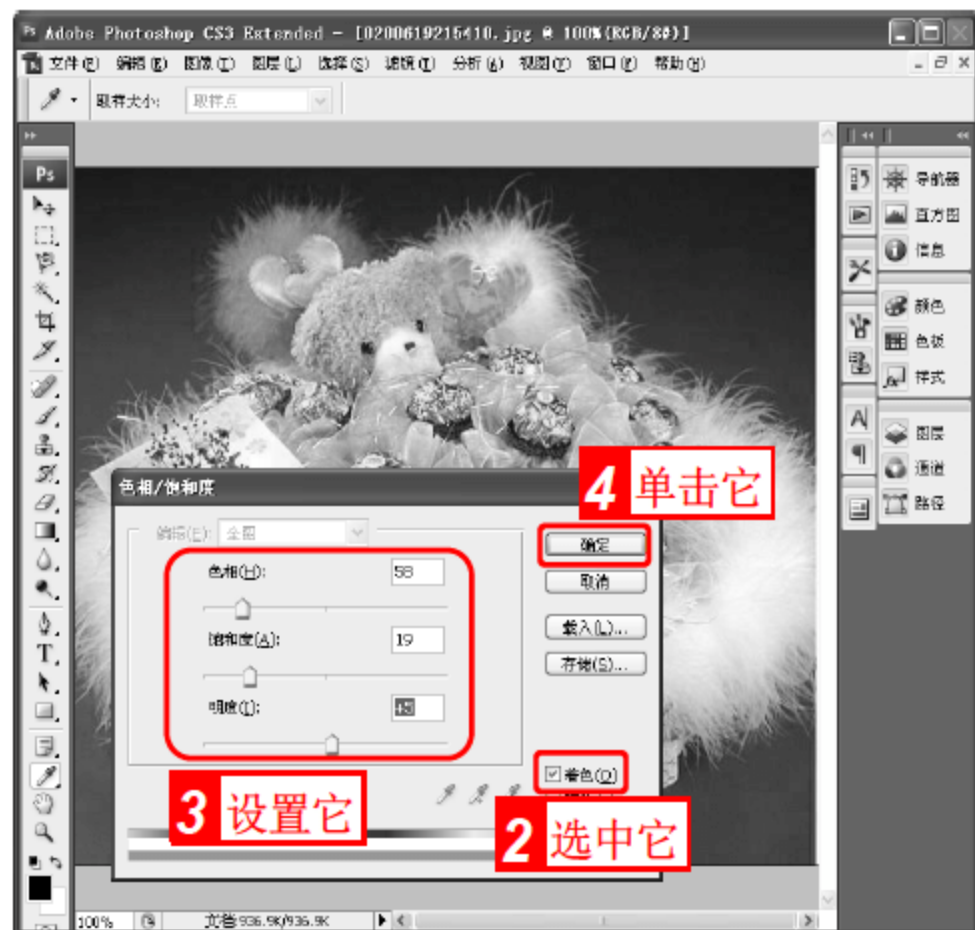 Adobe Photoshop CS3 Extended - [0200619215410.jpg @ 100%(RGB/8#)]
文件(F) 编辑(E) 图像(I) 图层(L) 选择(S) 滤镜(T) 分析(A) 视图(V) 窗口(W) 帮助(H)
取样大小: 取样点
Ps
导航器
直方图
信息
颜色
色板
样式
图层
通道
路径
色相/饱和度
4 单击它
编辑(E): 全图
确定
色相(H): 58
取消
饱和度(A): 19
载入(L)...
存储(S)...
明度(I):
着色(O)
3 设置它
2 选中它
100% 文档:936.9K/936.9K